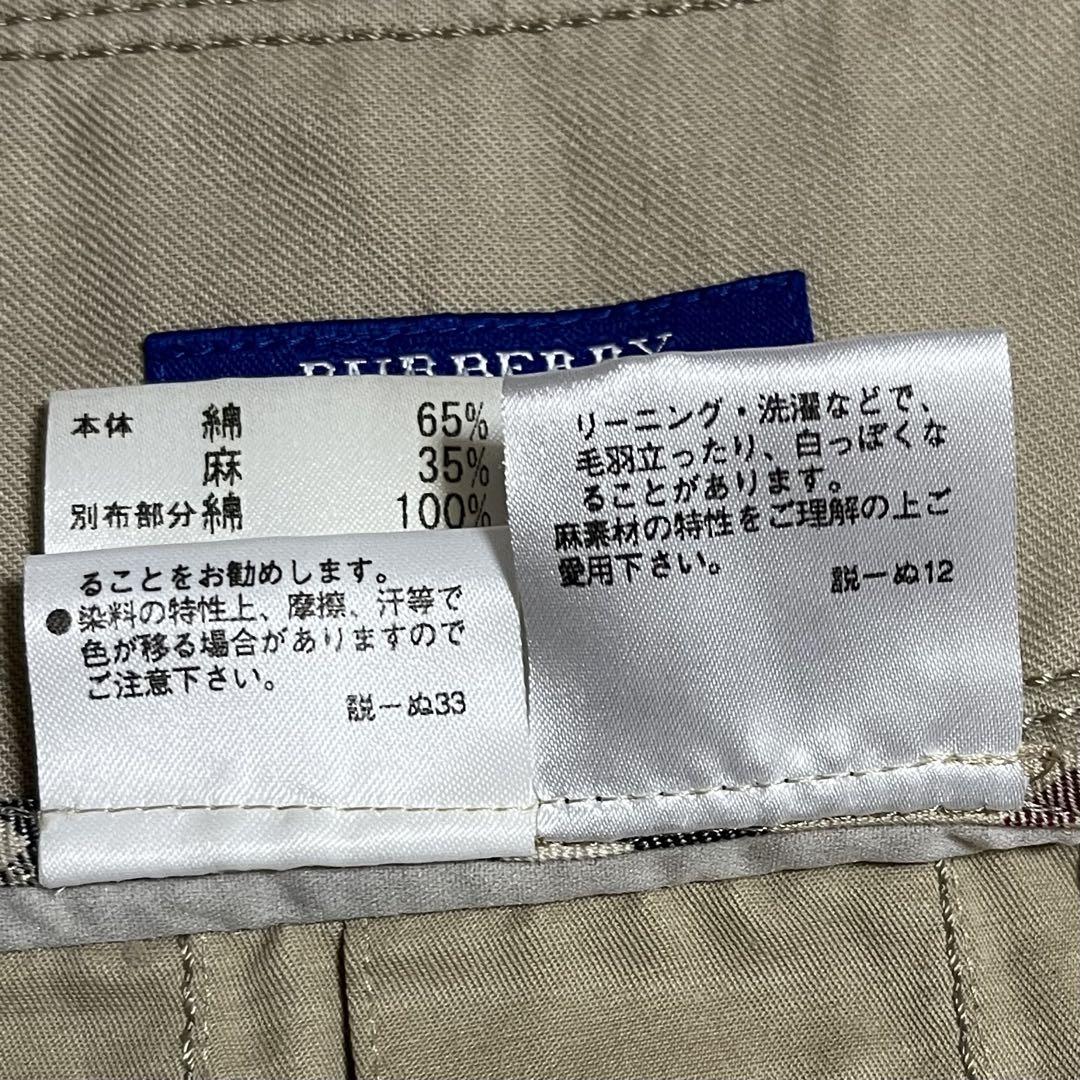 BURBERRY
本体 綿 65%
麻 35%
別布部分綿 100%
ることをお勧めします。
●染料の特性上、摩擦、汗等で
色が移る場合がありますので
ご注意下さい。
説ーぬ33
リーニング・洗濯などで、
毛羽立ったり、白っぽくな
ることがあります。
麻素材の特性をご理解の上ご
愛用下さい。
説ーぬ12